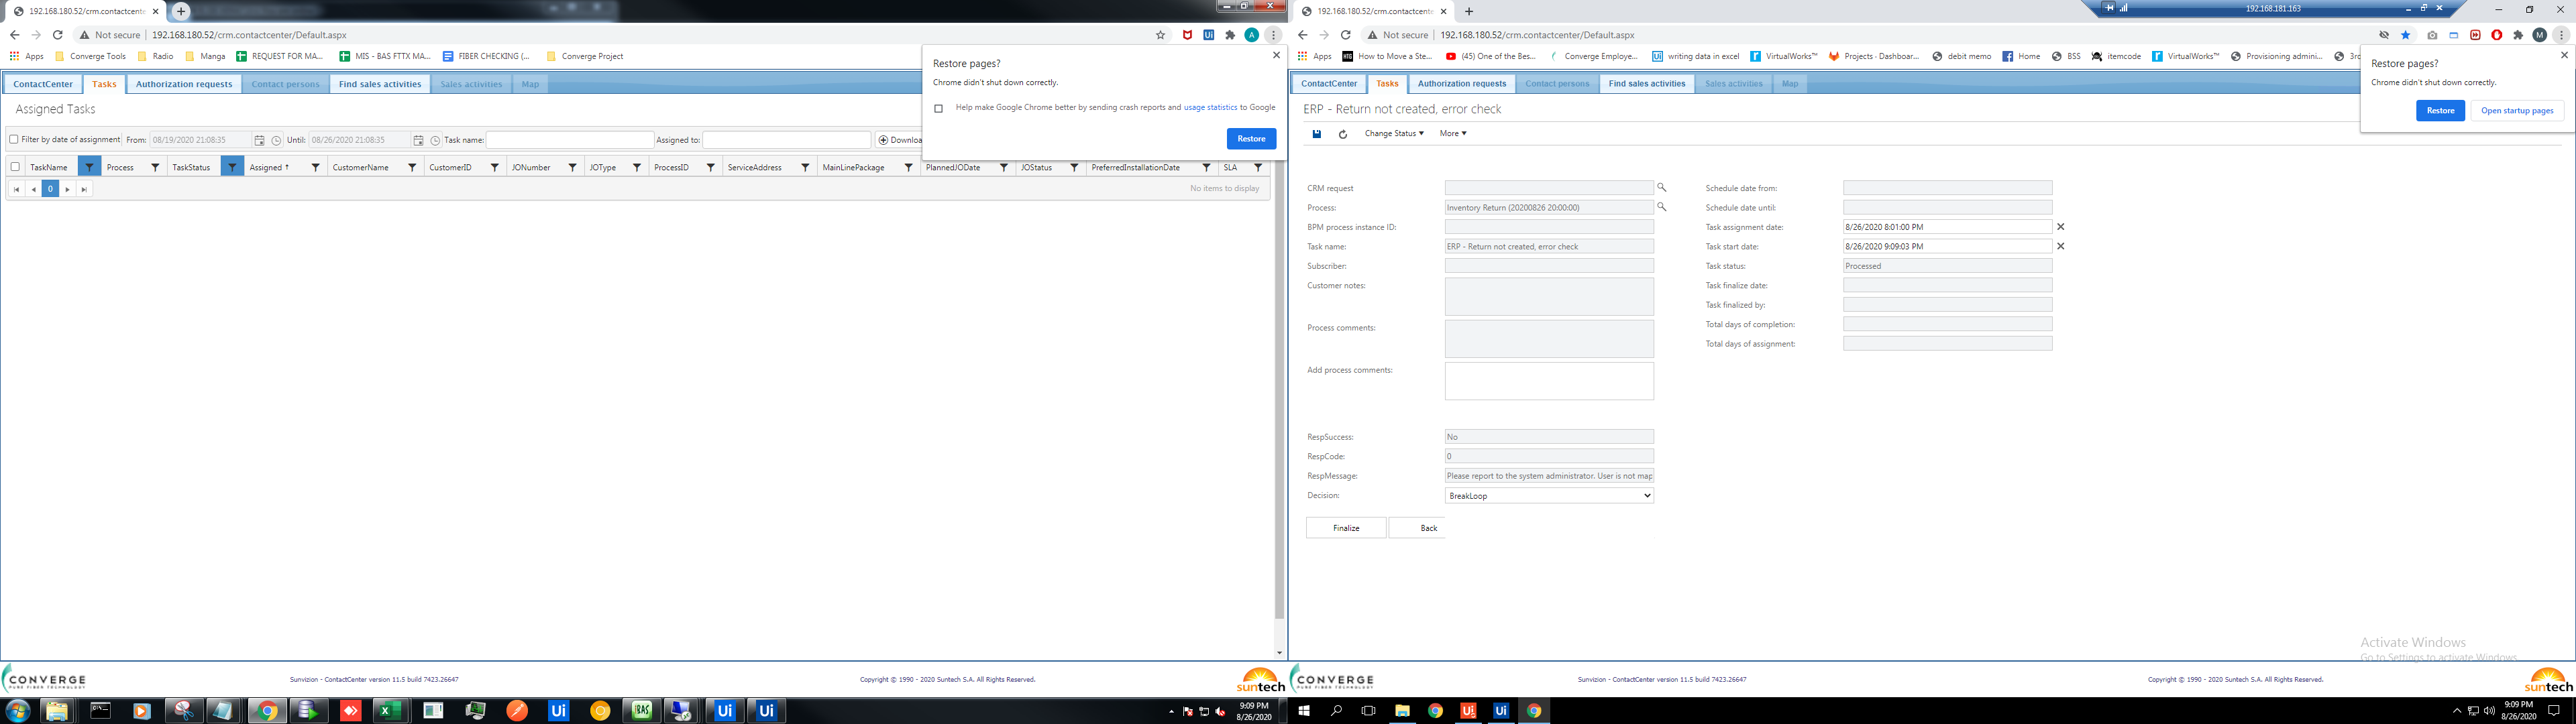 192.168.180.52/crm.contactcente
Not secure | 192.168.180.52/crm.contactcenter/Default.aspx
Apps Converge Tools Radio Manga REQUEST FOR MA... MIS - BAS FTTX MA... FIBER CHECKING (... Converge Project
Restore pages?
Chrome didn't shut down correctly.
Help make Google Chrome better by sending crash reports and usage statistics to Google
Restore
ContactCenter Tasks Authorization requests Contact persons Find sales activities Sales activities Map
Assigned Tasks
Filter by date of assignment From: 08/19/2020 21:08:35 Until: 08/26/2020 21:08:35 Task name: Assigned to: Downloa
TaskName Process TaskStatus Assigned ↑ CustomerName CustomerID JONumber JOType ProcessID ServiceAddress MainLinePackage PlannedJODate JOStatus PreferredInstallationDate SLA
0
No items to display
CONVERGE
PURE FIBER TECHNOLOGY
Sunvizion - ContactCenter version 11.5 build 7423.26647
Copyright © 1990 - 2020 Suntech S.A. All Rights Reserved.
suntech
9:09 PM
8/26/2020
192.168.180.52/crm.contactcente
192.168.181.163
Not secure | 192.168.180.52/crm.contactcenter/Default.aspx
Apps How to Move a Ste... (45) One of the Bes... Converge Employe... writing data in excel VirtualWorks™ Projects · Dashboar... debit memo Home BSS itemcode VirtualWorks™ Provisioning admini... 3rd
Restore pages?
Chrome didn't shut down correctly.
Restore
Open startup pages
ContactCenter Tasks Authorization requests Contact persons Find sales activities Sales activities Map
ERP - Return not created, error check
Change Status More
CRM request
Process: Inventory Return (20200826 20:00:00)
BPM process instance ID:
Task name: ERP - Return not created, error check
Subscriber:
Customer notes:
Process comments:
Add process comments:
RespSuccess: No
RespCode: 0
RespMessage: Please report to the system administrator. User is not map
Decision: BreakLoop
Finalize Back
Schedule date from:
Schedule date until:
Task assignment date: 8/26/2020 8:01:00 PM
Task start date: 8/26/2020 9:09:03 PM
Task status: Processed
Task finalize date:
Task finalized by:
Total days of completion:
Total days of assignment:
Activate Windows
Go to Settings to activate Windows.
CONVERGE
PURE FIBER TECHNOLOGY
Sunvizion - ContactCenter version 11.5 build 7423.26647
Copyright © 1990 - 2020 Suntech S.A. All Rights Reserved.
suntech
9:09 PM
8/26/2020